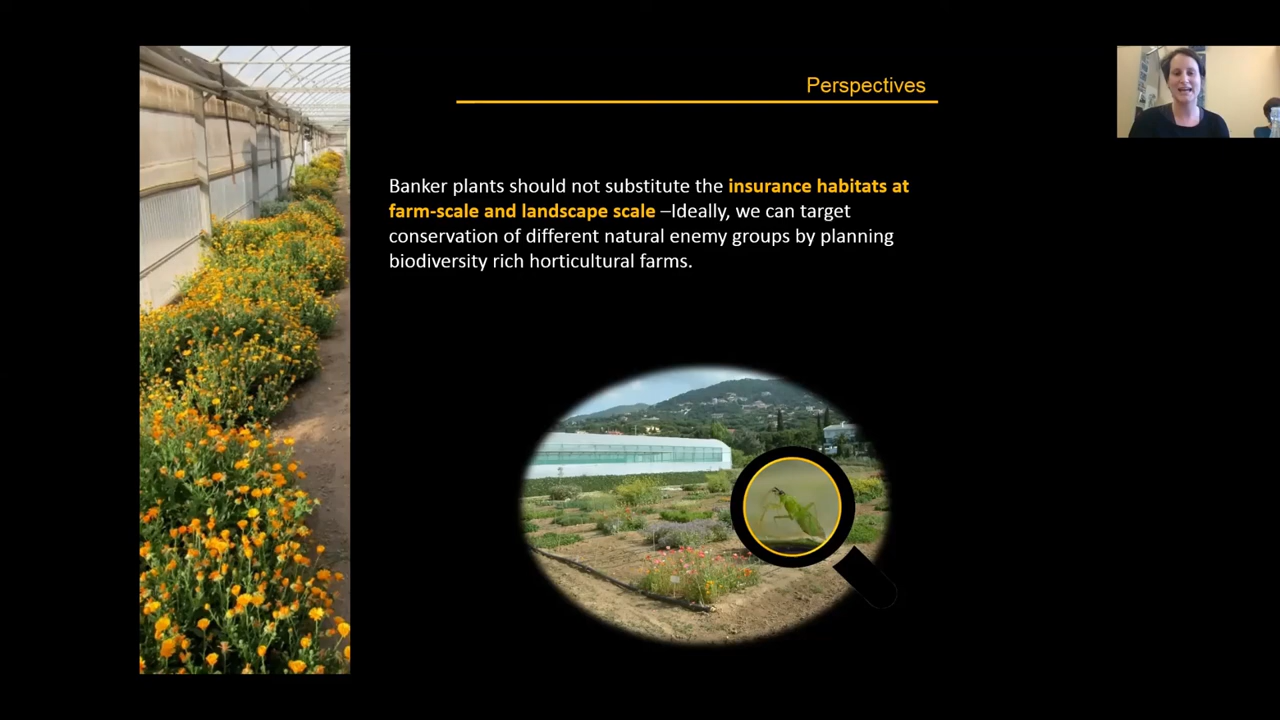 Perspectives
Banker plants should not substitute the insurance habitats at
farm-scale and landscape scale –Ideally, we can target
conservation of different natural enemy groups by planning
biodiversity rich horticultural farms.